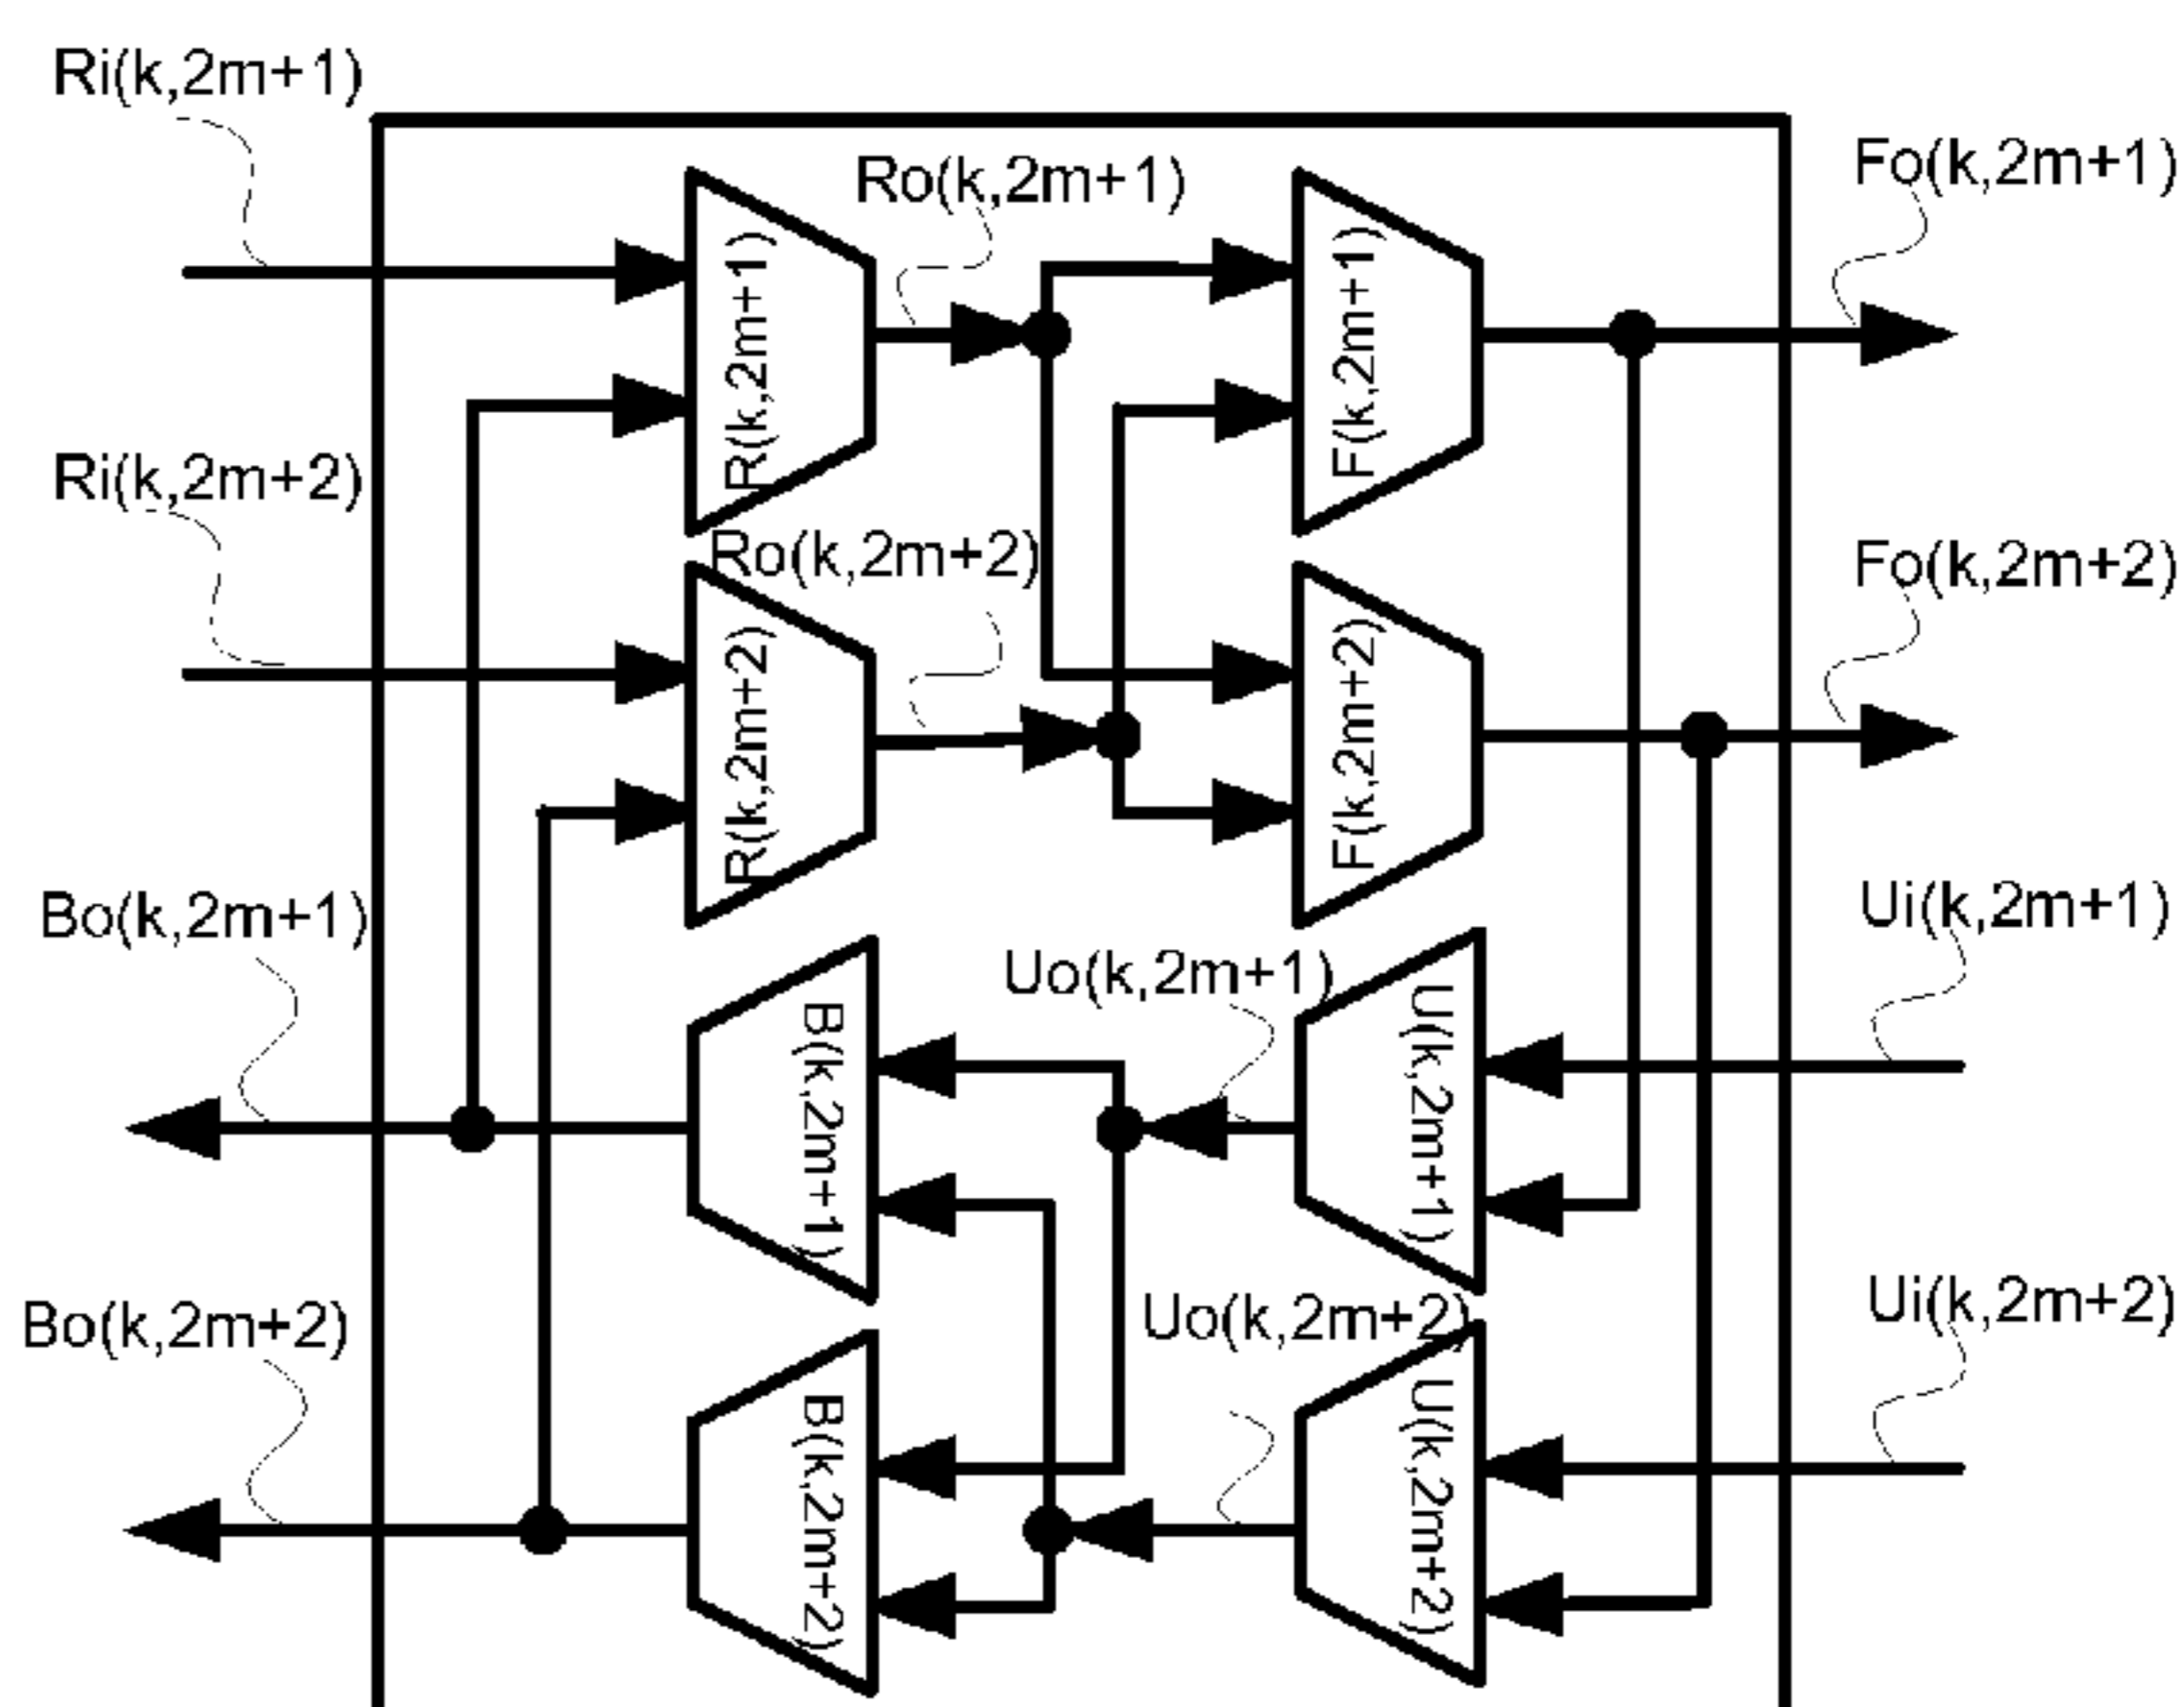 Ri(k,2m+1)
Ro(k,2m+1)
Fo(k,2m+1)
R(k,2m+1)
F(k,2m+1)
Ri(k,2m+2)
Ro(k,2m+2)
Fo(k,2m+2)
R(k,2m+2)
F(k,2m+2)
Bo(k,2m+1)
Uo(k,2m+1)
Ui(k,2m+1)
B(k,2m+1)
U(k,2m+1)
Bo(k,2m+2)
Uo(k,2m+2)
Ui(k,2m+2)
B(k,2m+2)
U(k,2m+2)